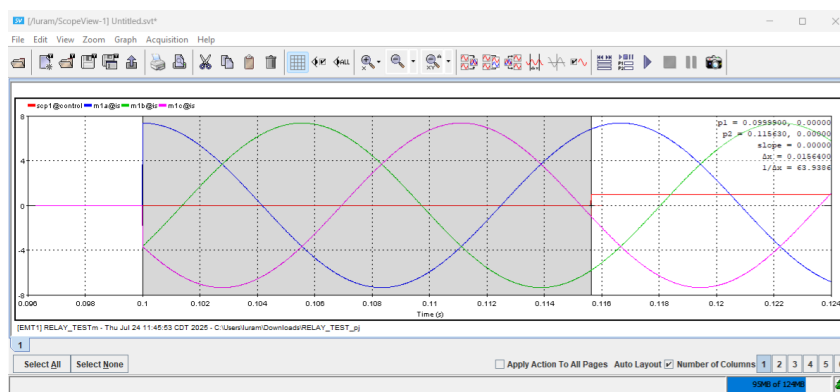 [/luram/ScopeView-1] Untitled.svt*
File Edit View Zoom Graph Acquisition Help
scp1@control m1a@is m1b@is m1c@is
p1 = 0.0999900, 0.00000
p2 = 0.115630, 0.00000
slope = 0.00000
Δx = 0.0156400
1/Δx = 63.9386
8
4
0
-4
-8
0.096 0.098 0.1 0.102 0.104 0.106 0.108 0.11 0.112 0.114 0.116 0.118 0.12 0.122 0.124
Time (s)
[EMT1] RELAY_TESTm - Thu Jul 24 11:45:53 CDT 2025 - C:\Users\luram\Downloads\RELAY_TEST_pj
1
Select All Select None Apply Action To All Pages Auto Layout Number of Columns 1 2 3 4 5
95MB of 124MB